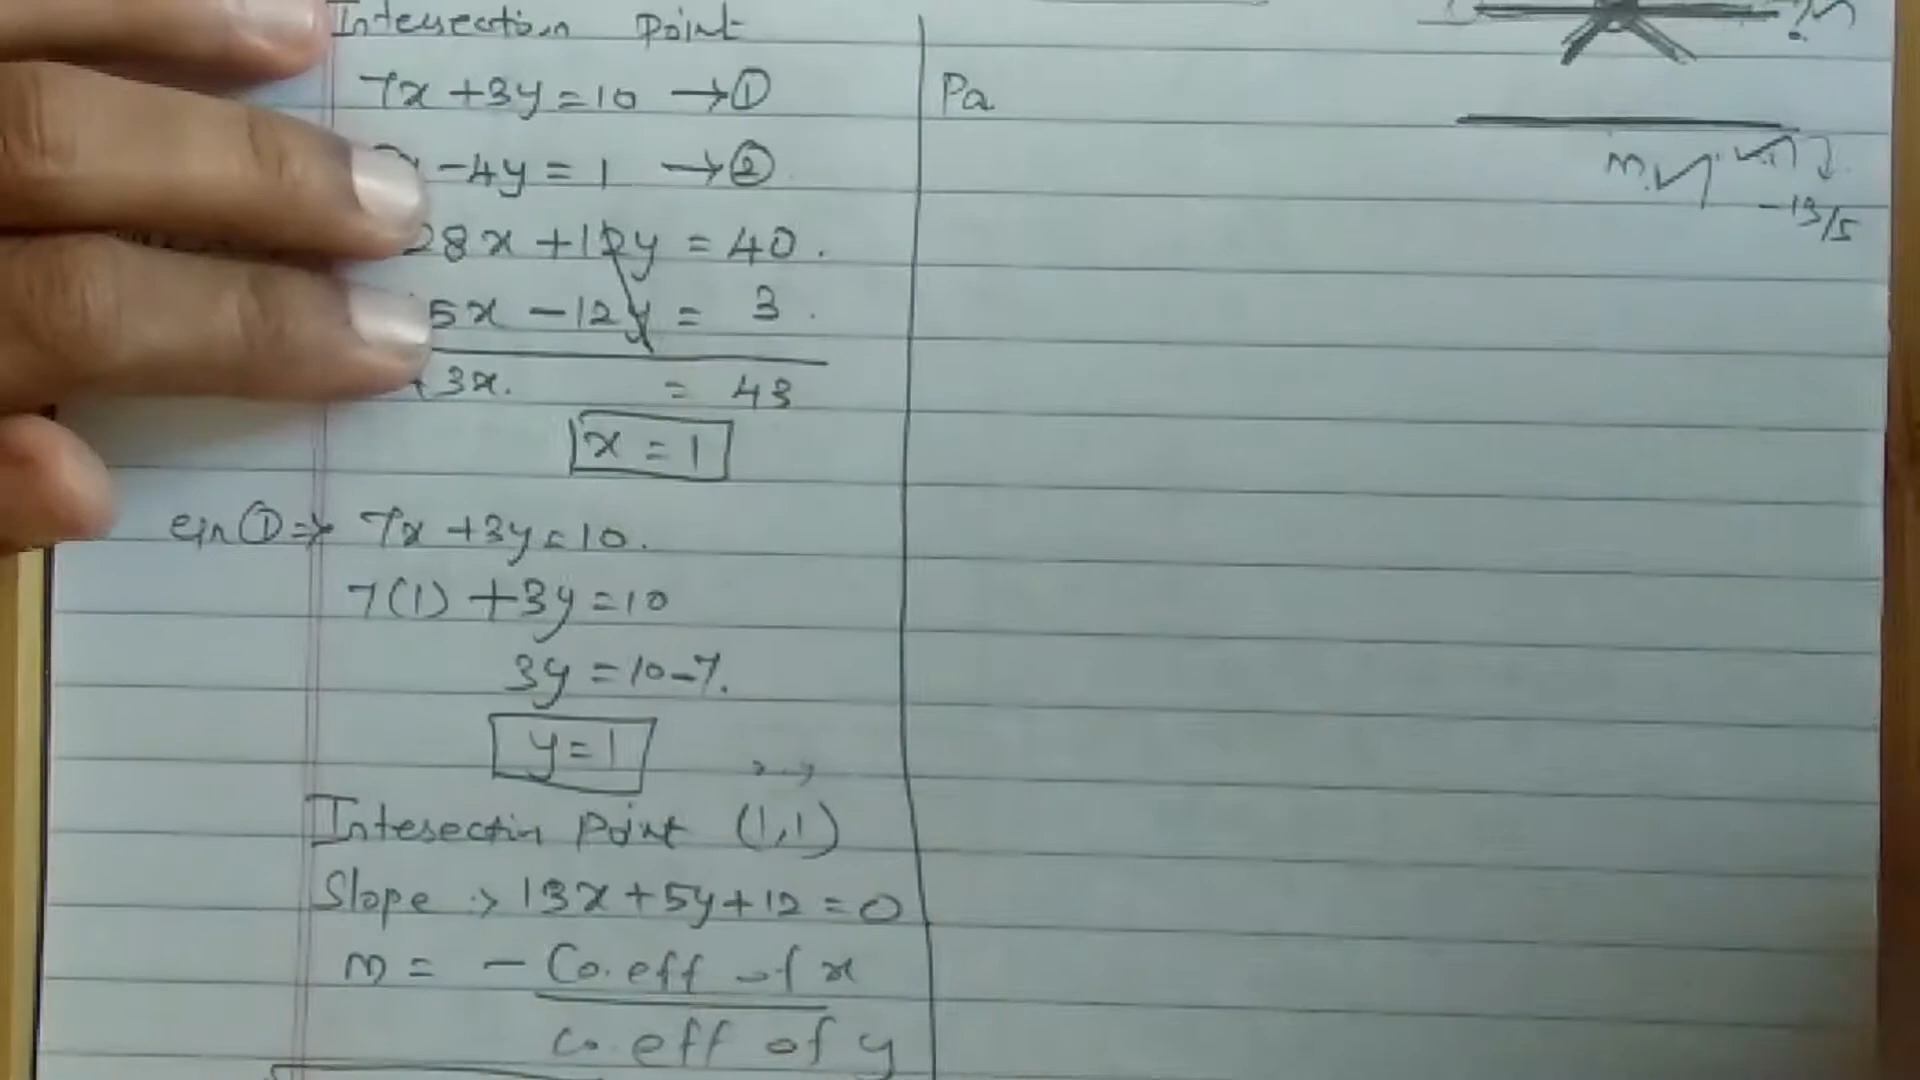 Intersection Point
7x + 3y = 10 → ①
- 4y = 1 → ②
28x + 12y = 40.
5x - 12y = 3.
3x. = 43
x = 1
ein ① ⇒ 7x + 3y = 10.
7(1) + 3y = 10
3y = 10 - 7.
y = 1
Intesectin Point (1,1)
Slope :> 13x + 5y + 12 = 0
m = - Co.eff of x
co.eff of y
Pa
m
-13/5